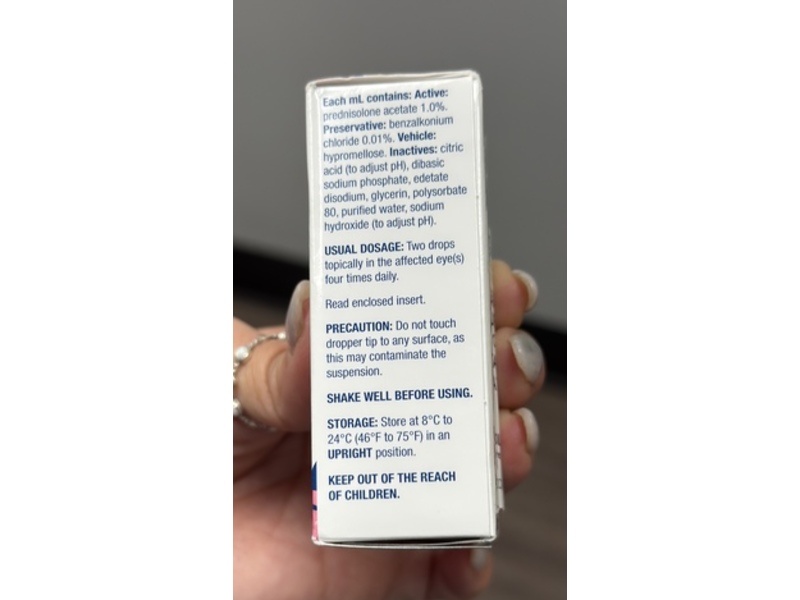 Each mL contains: Active:
prednisolone acetate 1.0%.
Preservative: benzalkonium
chloride 0.01%. Vehicle:
hypromellose. Inactives: citric
acid (to adjust pH), dibasic
sodium phosphate, edetate
disodium, glycerin, polysorbate
80, purified water, sodium
hydroxide (to adjust pH).
USUAL DOSAGE: Two drops
topically in the affected eye(s)
four times daily.
Read enclosed insert.
PRECAUTION: Do not touch
dropper tip to any surface, as
this may contaminate the
suspension.
SHAKE WELL BEFORE USING.
STORAGE: Store at 8°C to
24°C (46°F to 75°F) in an
UPRIGHT position.
KEEP OUT OF THE REACH
OF CHILDREN.